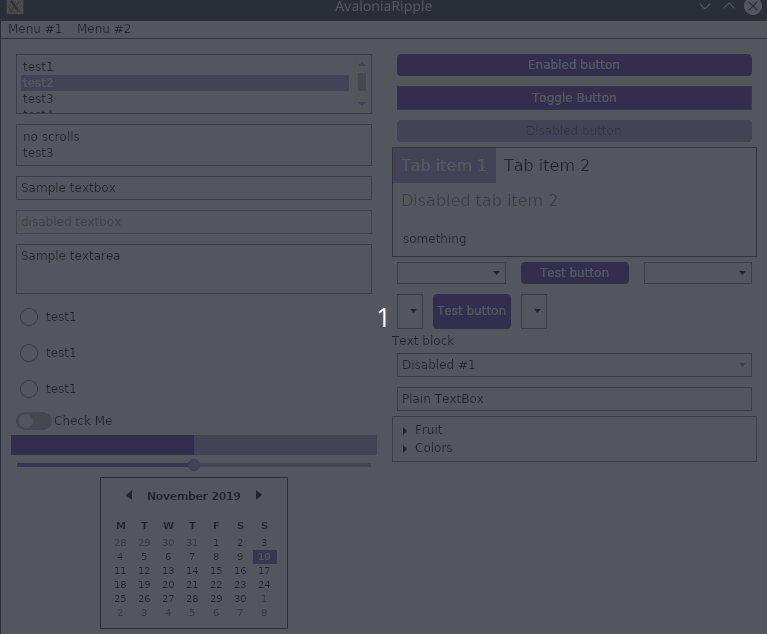 AvaloniaRipple
Menu #1 Menu #2
test1
test2
test3
no scrolls
test3
Sample textbox
disabled textbox
Sample textarea
test1
test1
test1
Check Me
November 2019
M T W T F S S
28 29 30 31 1 2 3
4 5 6 7 8 9 10
11 12 13 14 15 16 17
18 19 20 21 22 23 24
25 26 27 28 29 30 1
2 3 4 5 6 7 8
1
Enabled button
Toggle Button
Disabled button
Tab item 1 Tab item 2
Disabled tab item 2
something
Test button
Test button
Text block
Disabled #1
Plain TextBox
Fruit
Colors